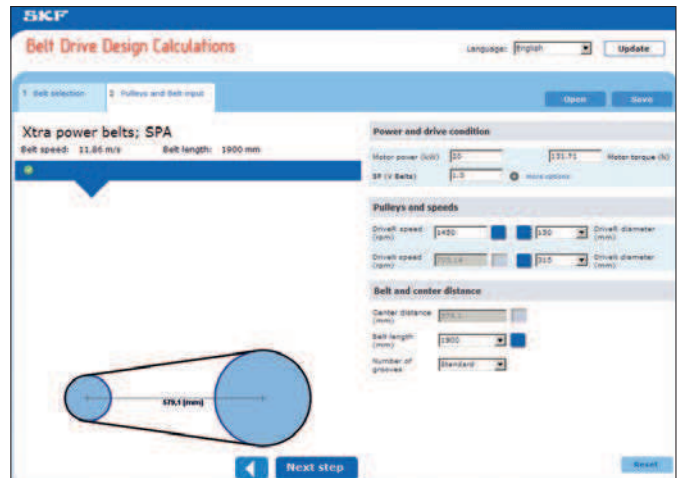 SKF
Belt Drive Design Calculations
Language: English Update
1 Belt selection 2 Pulleys and Belt input
Open Save
Xtra power belts; SPA
Belt speed: 11,86 m/s Belt length: 1900 mm
Power and drive condition
Motor power (kW) 20 131.71 Motor torque (N)
SF (V Belts) 1.0 more options
Pulleys and speeds
DriveR speed (rpm) 1450 150 DriveR diameter (mm)
DriveN speed (rpm) 315 DriveN diameter (mm)
Belt and center distance
Center distance (mm)
Belt length (mm) 1900
Number of grooves Standard
579,1 (mm)
Next step
Reset